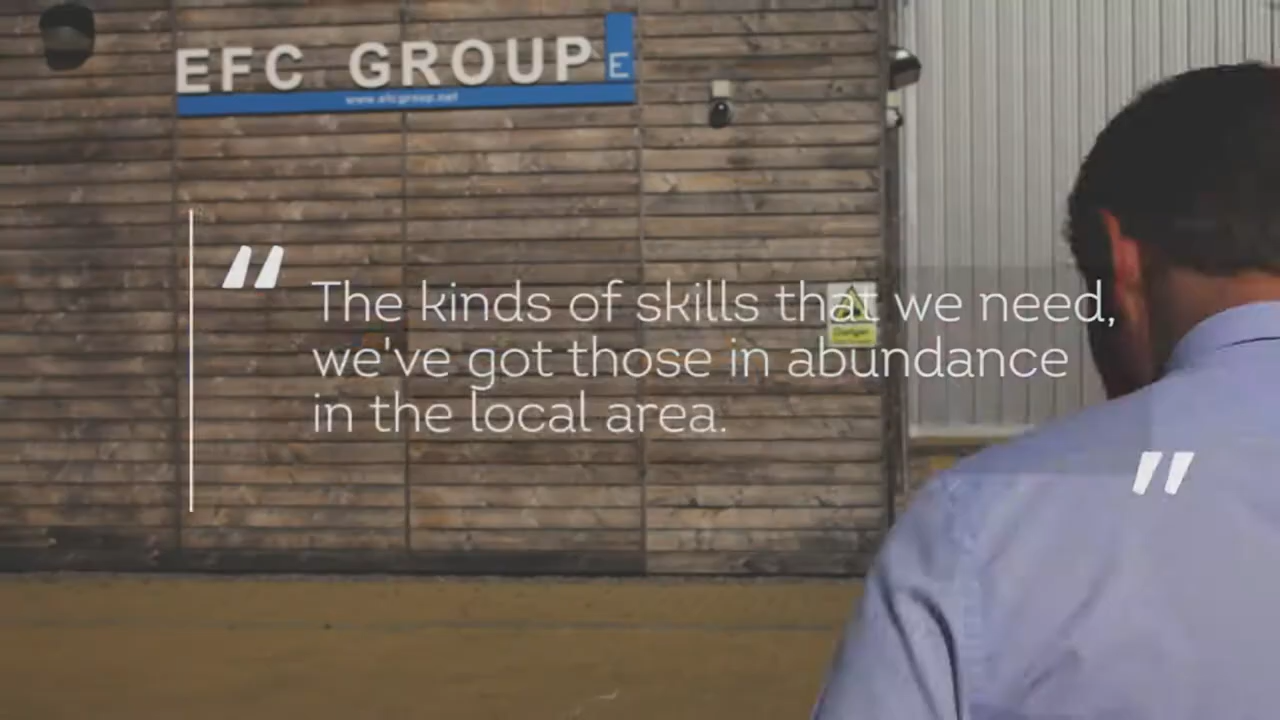 EFC GROUP E
www.efcgroup.net
"The kinds of skills that we need,
we've got those in abundance
in the local area."
Danger